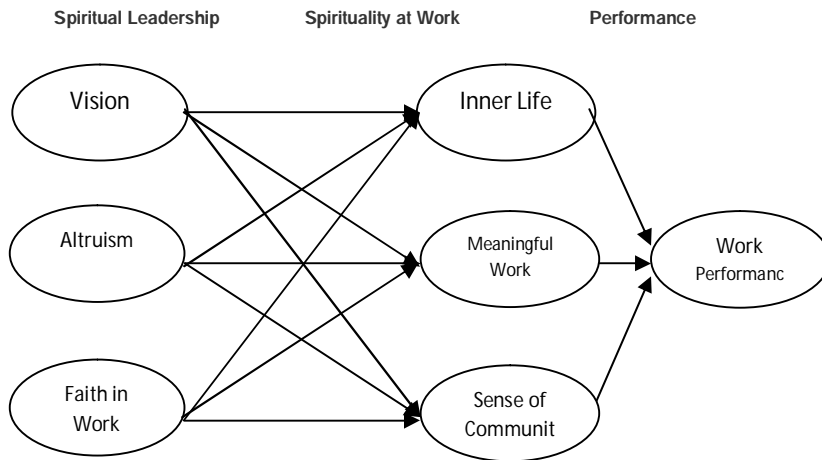 Spiritual Leadership
Spirituality at Work
Performance
Vision
Inner Life
Altruism
Meaningful
Work
Work
Performanc
Faith in
Work
Sense of
Communit